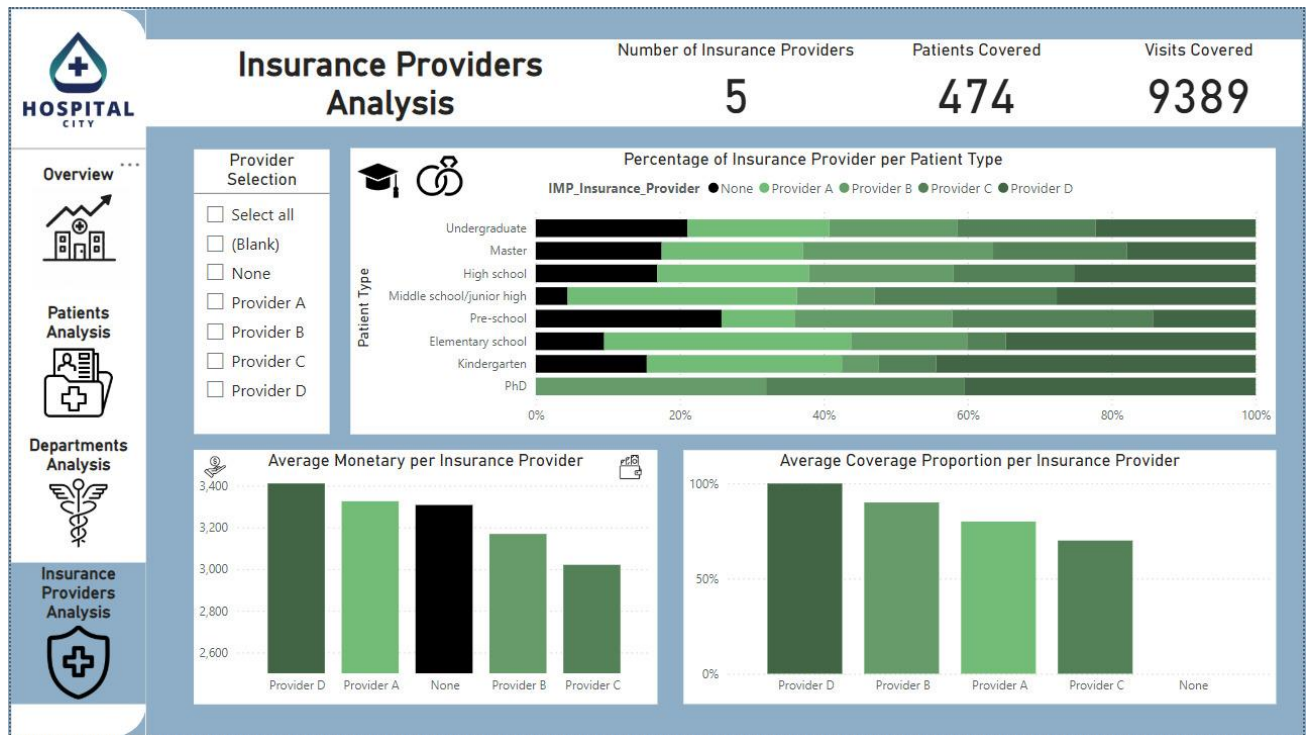 HOSPITAL
CITY
Overview
Patients
Analysis
Departments
Analysis
Insurance
Providers
Analysis
Insurance Providers
Analysis
Number of Insurance Providers
5
Patients Covered
474
Visits Covered
9389
Provider
Selection
Select all
(Blank)
None
Provider A
Provider B
Provider C
Provider D
Percentage of Insurance Provider per Patient Type
IMP_Insurance_Provider None Provider A Provider B Provider C Provider D
Patient Type
Undergraduate
Master
High school
Middle school/junior high
Pre-school
Elementary school
Kindergarten
PhD
0% 20% 40% 60% 80% 100%
Average Monetary per Insurance Provider
3,400
3,200
3,000
2,800
2,600
Provider D Provider A None Provider B Provider C
Average Coverage Proportion per Insurance Provider
100%
50%
0%
Provider D Provider B Provider A Provider C None